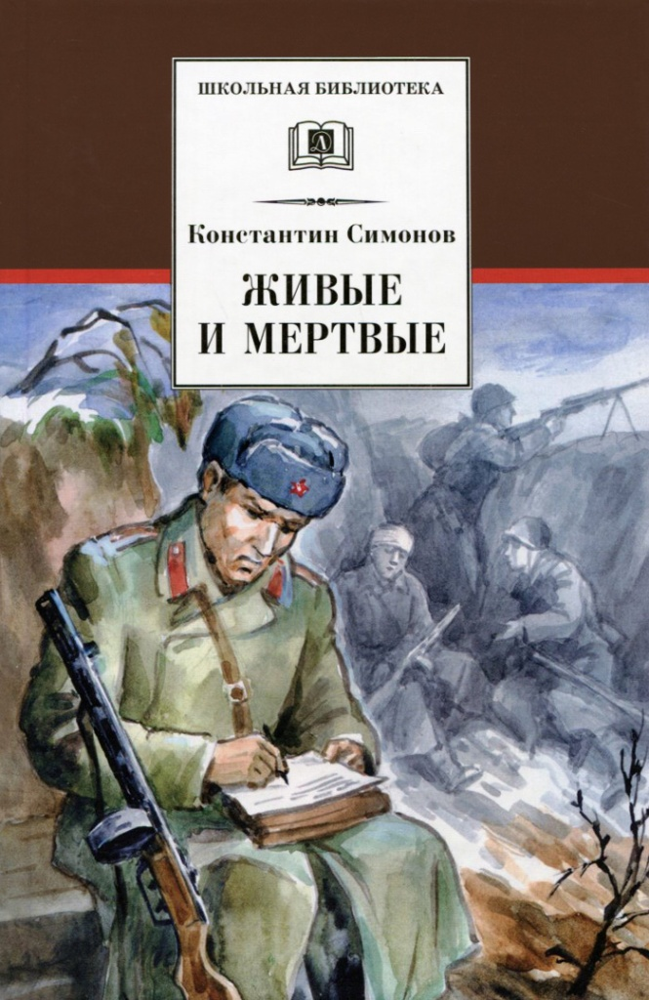 ШКОЛЬНАЯ БИБЛИОТЕКА
Д
Константин Симонов
ЖИВЫЕ
И МЕРТВЫЕ